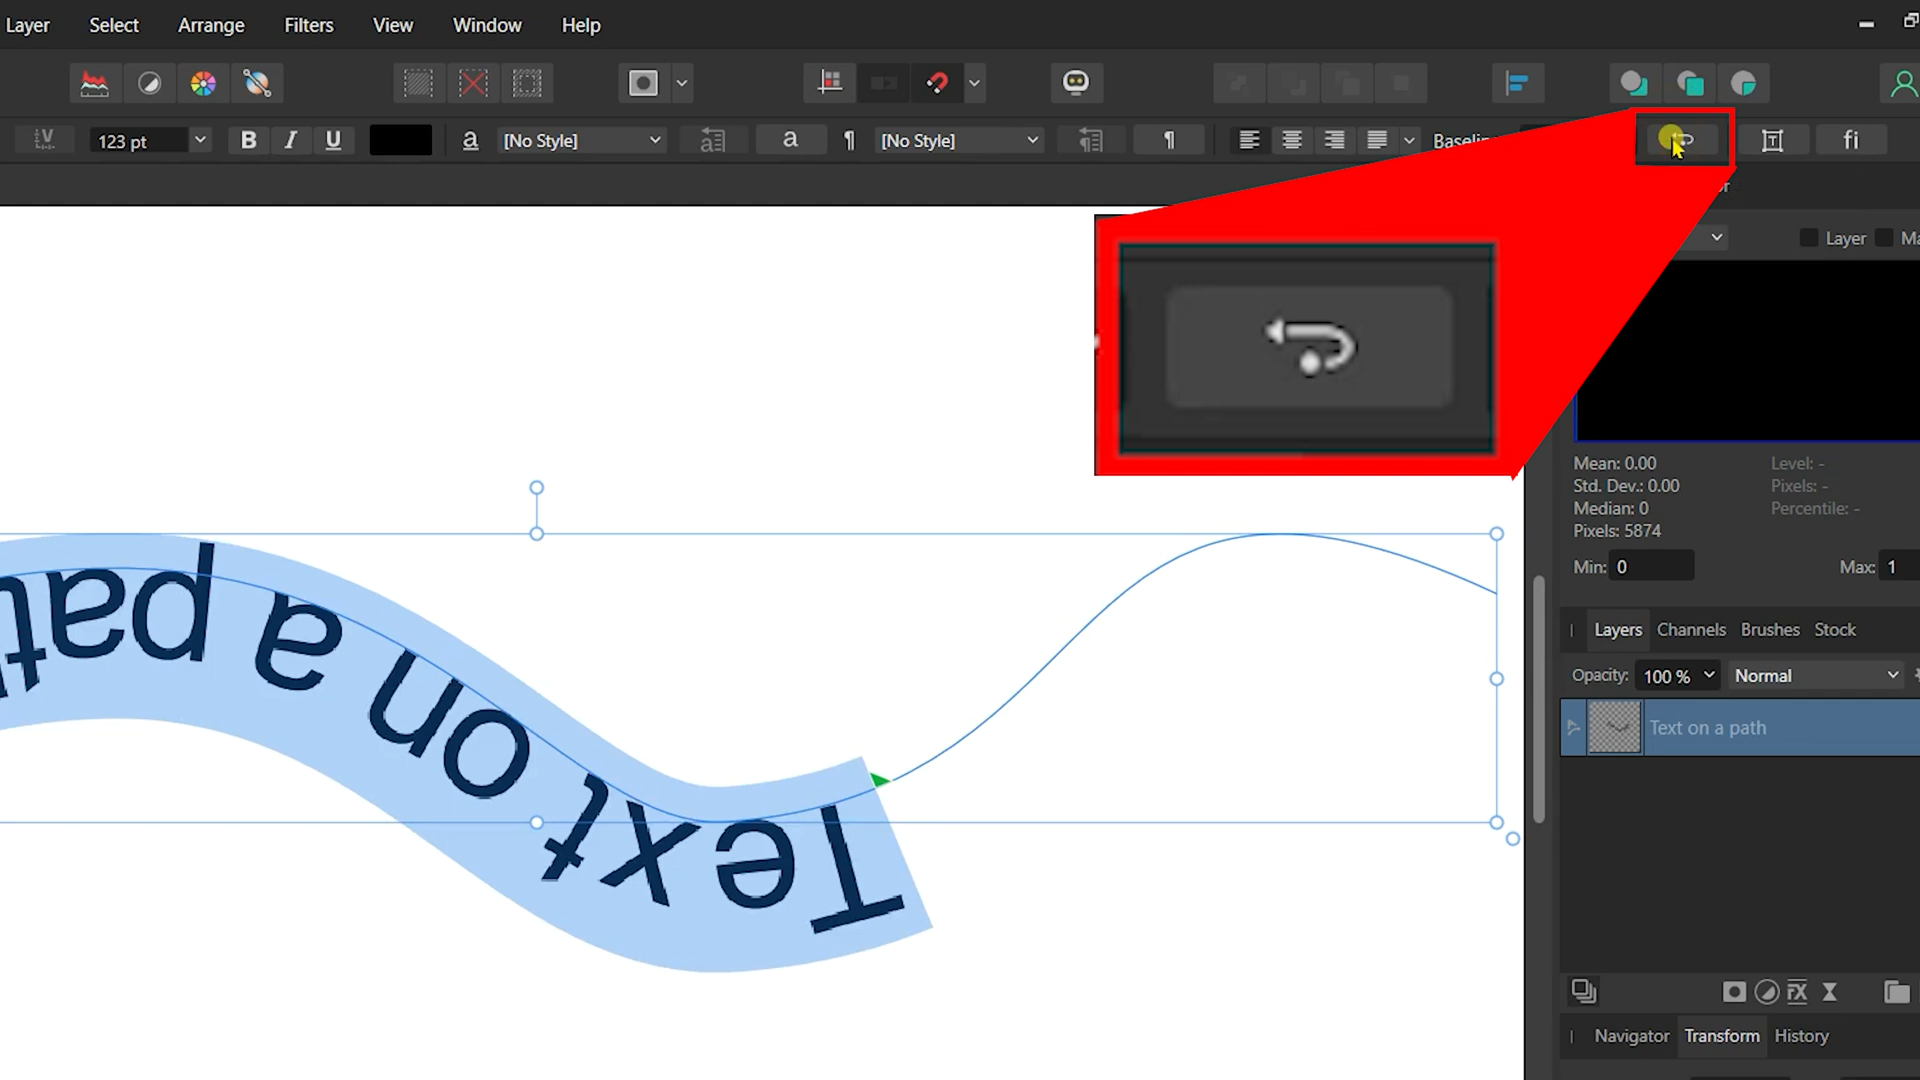 Layer Select Arrange Filters View Window Help
123 pt B I U a [No Style] a ¶ [No Style] ¶ fi
Layer
Mean: 0.00 Level: -
Std. Dev.: 0.00 Pixels: -
Median: 0 Percentile: -
Pixels: 5874
Min: 0 Max: 1
Layers Channels Brushes Stock
Opacity: 100 % Normal
Text on a path
Text on a
Navigator Transform History